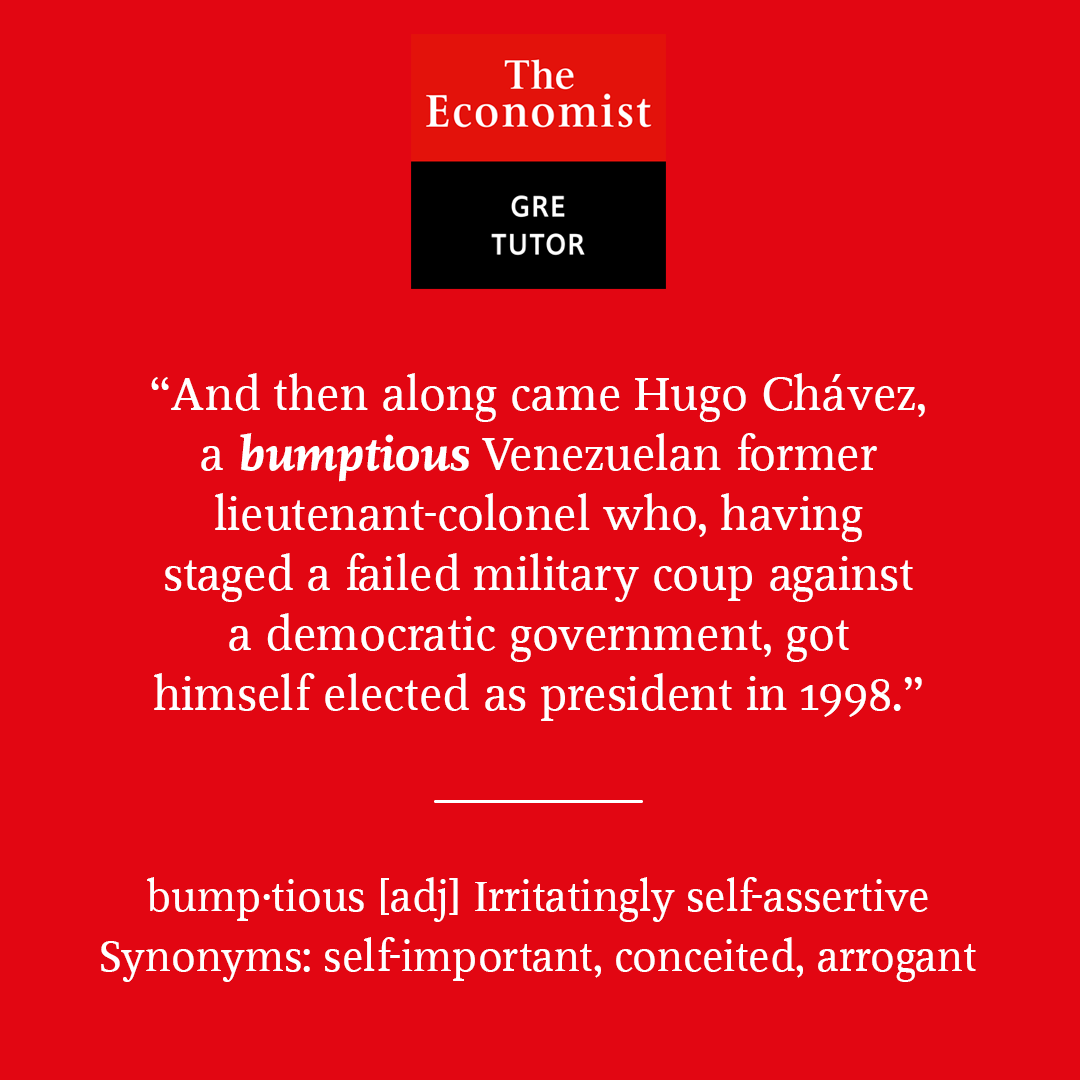 The
Economist
GRE
TUTOR
“And then along came Hugo Chávez,
a bumptious Venezuelan former
lieutenant-colonel who, having
staged a failed military coup against
a democratic government, got
himself elected as president in 1998.”
bump·tious [adj] Irritatingly self-assertive
Synonyms: self-important, conceited, arrogant